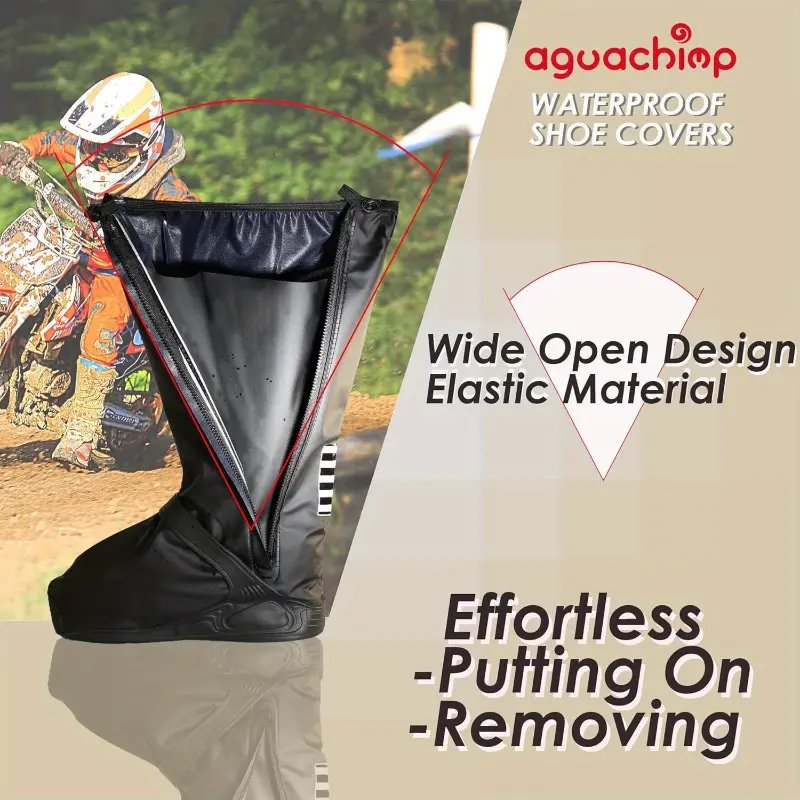 aguachimp
WATERPROOF
SHOE COVERS
Wide Open Design
Elastic Material
Effortless
-Putting On
-Removing